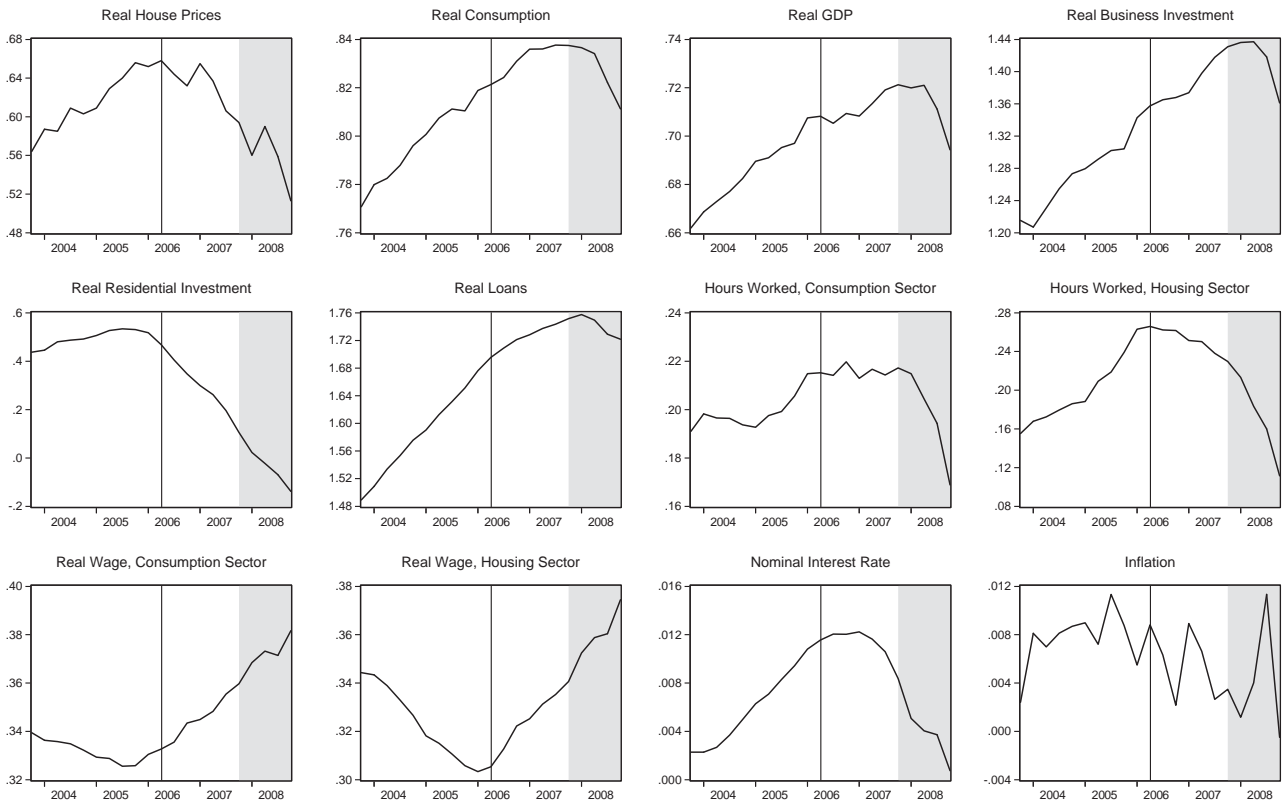 Real House Prices
.68
.64
.60
.56
.52
.48
2004 2005 2006 2007 2008
Real Consumption
.84
.82
.80
.78
.76
2004 2005 2006 2007 2008
Real GDP
.74
.72
.70
.68
.66
2004 2005 2006 2007 2008
Real Business Investment
1.44
1.40
1.36
1.32
1.28
1.24
1.20
2004 2005 2006 2007 2008
Real Residential Investment
.6
.4
.2
.0
-.2
2004 2005 2006 2007 2008
Real Loans
1.76
1.72
1.68
1.64
1.60
1.56
1.52
1.48
2004 2005 2006 2007 2008
Hours Worked, Consumption Sector
.24
.22
.20
.18
.16
2004 2005 2006 2007 2008
Hours Worked, Housing Sector
.28
.24
.20
.16
.12
.08
2004 2005 2006 2007 2008
Real Wage, Consumption Sector
.40
.38
.36
.34
.32
2004 2005 2006 2007 2008
Real Wage, Housing Sector
.38
.36
.34
.32
.30
2004 2005 2006 2007 2008
Nominal Interest Rate
.016
.012
.008
.004
.000
2004 2005 2006 2007 2008
Inflation
.012
.008
.004
.000
-.004
2004 2005 2006 2007 2008